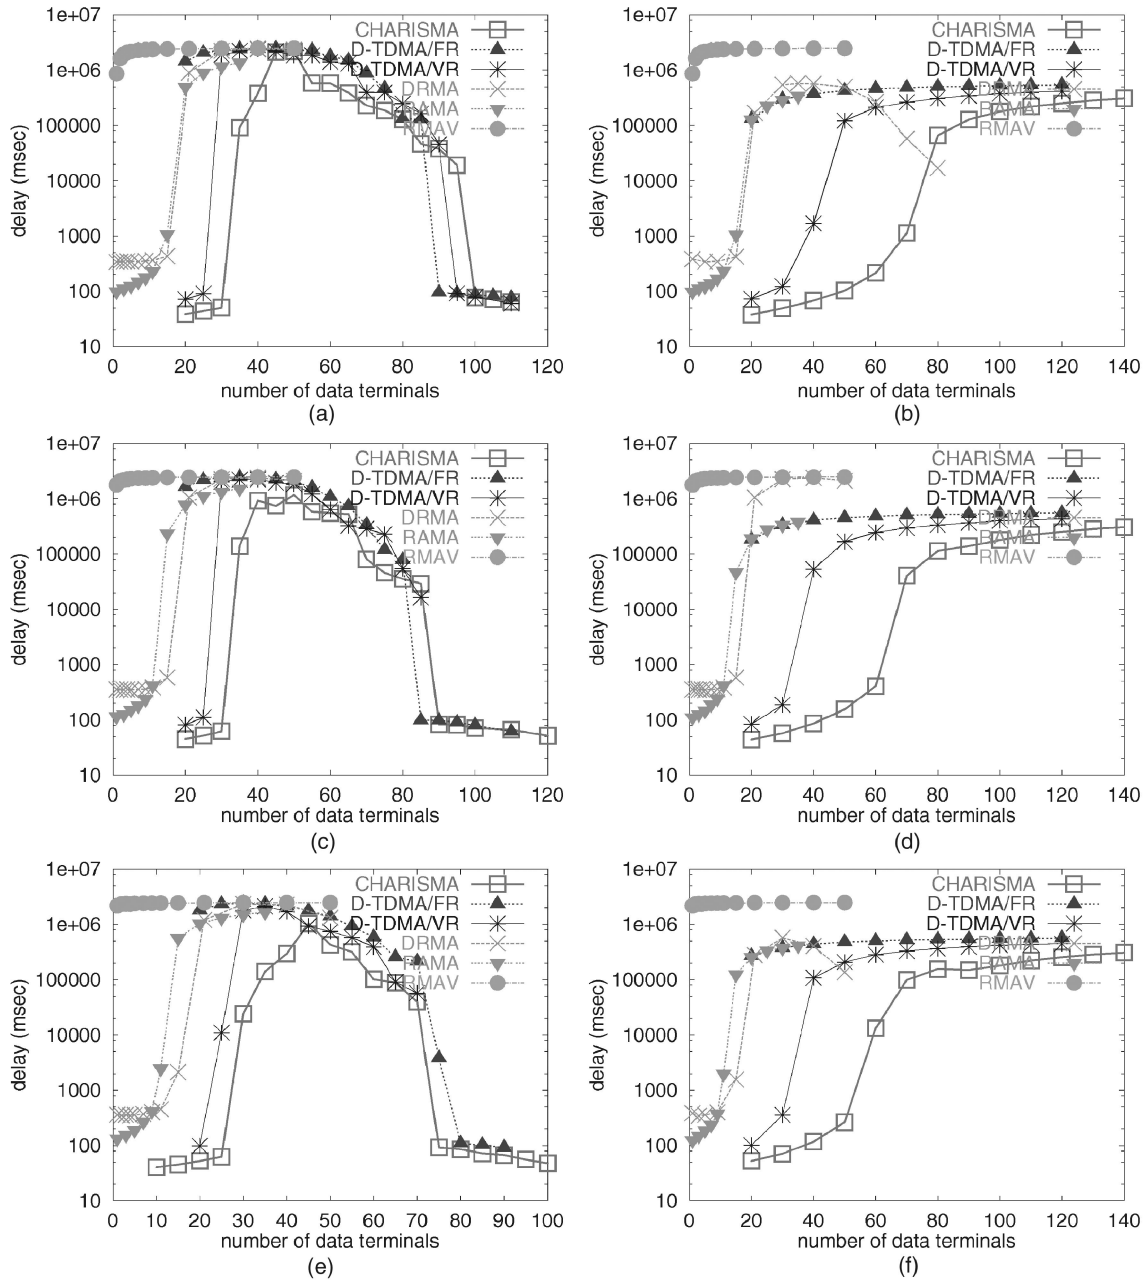 1e+07
1e+06
100000
10000
1000
100
10
delay (msec)
CHARISMA
D-TDMA/FR
D-TDMA/VR
DRMA
RAMA
RMAV
0 20 40 60 80 100 120
number of data terminals
(a)
1e+07
1e+06
100000
10000
1000
100
10
delay (msec)
CHARISMA
D-TDMA/FR
D-TDMA/VR
DRMA
RAMA
RMAV
0 20 40 60 80 100 120 140
number of data terminals
(b)
1e+07
1e+06
100000
10000
1000
100
10
delay (msec)
CHARISMA
D-TDMA/FR
D-TDMA/VR
DRMA
RAMA
RMAV
0 20 40 60 80 100 120
number of data terminals
(c)
1e+07
1e+06
100000
10000
1000
100
10
delay (msec)
CHARISMA
D-TDMA/FR
D-TDMA/VR
DRMA
RAMA
RMAV
0 20 40 60 80 100 120 140
number of data terminals
(d)
1e+07
1e+06
100000
10000
1000
100
10
delay (msec)
CHARISMA
D-TDMA/FR
D-TDMA/VR
DRMA
RAMA
RMAV
0 10 20 30 40 50 60 70 80 90 100
number of data terminals
(e)
1e+07
1e+06
100000
10000
1000
100
10
delay (msec)
CHARISMA
D-TDMA/FR
D-TDMA/VR
DRMA
RAMA
RMAV
0 20 40 60 80 100 120 140
number of data terminals
(f)